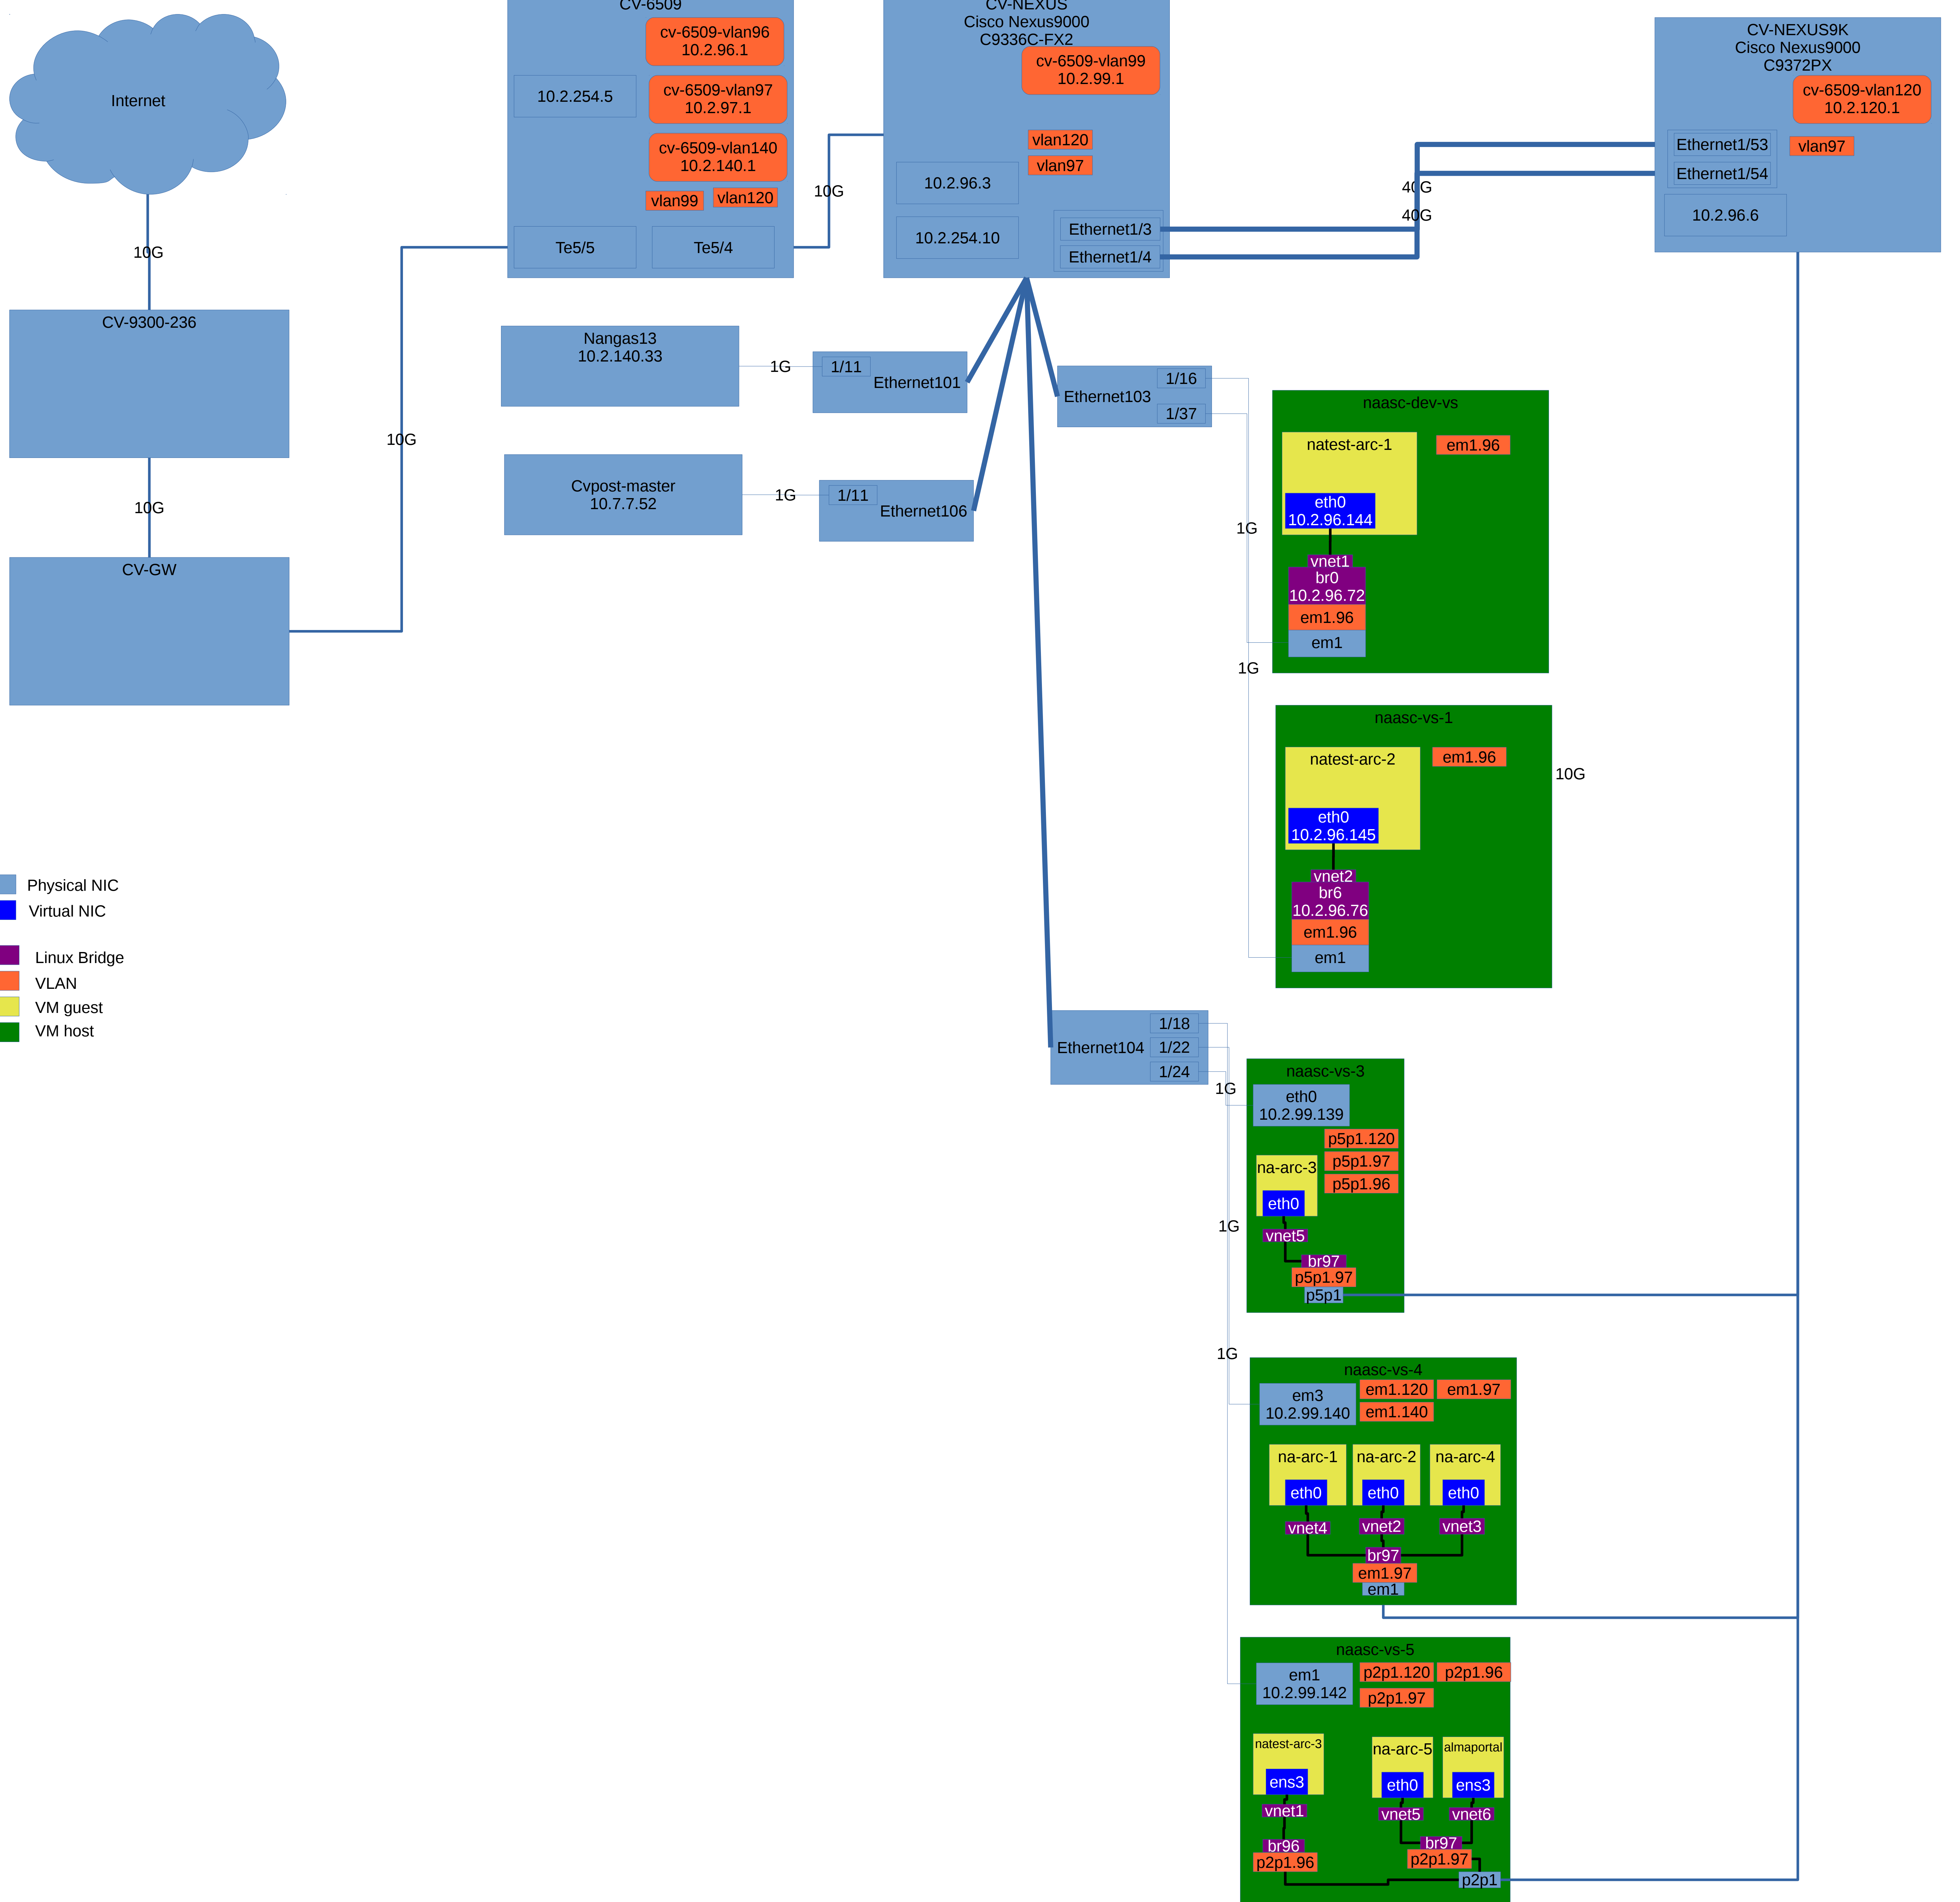 Internet
10G
CV-9300-236
10G
CV-GW
10G
CV-6509
cv-6509-vlan96
10.2.96.1
10.2.254.5
cv-6509-vlan97
10.2.97.1
cv-6509-vlan140
10.2.140.1
vlan99
vlan120
Te5/5
Te5/4
10G
CV-NEXUS
Cisco Nexus9000
C9336C-FX2
cv-6509-vlan99
10.2.99.1
vlan120
vlan97
10.2.96.3
10.2.254.10
Ethernet1/3
Ethernet1/4
40G
40G
CV-NEXUS9K
Cisco Nexus9000
C9372PX
cv-6509-vlan120
10.2.120.1
Ethernet1/53
vlan97
Ethernet1/54
10.2.96.6
Nangas13
10.2.140.33
1G
1/11
Ethernet101
Cvpost-master
10.7.7.52
1G
1/11
Ethernet106
Ethernet103
1/16
1/37
1G
1G
naasc-dev-vs
natest-arc-1
em1.96
eth0
10.2.96.144
vnet1
br0
10.2.96.72
em1.96
em1
naasc-vs-1
natest-arc-2
em1.96
10G
eth0
10.2.96.145
vnet2
br6
10.2.96.76
em1.96
em1
Physical NIC
Virtual NIC
Linux Bridge
VLAN
VM guest
VM host
Ethernet104
1/18
1/22
1/24
1G
1G
1G
naasc-vs-3
eth0
10.2.99.139
p5p1.120
p5p1.97
p5p1.96
na-arc-3
eth0
vnet5
br97
p5p1.97
p5p1
naasc-vs-4
em3
10.2.99.140
em1.120
em1.97
em1.140
na-arc-1
na-arc-2
na-arc-4
eth0
eth0
eth0
vnet4
vnet2
vnet3
br97
em1.97
em1
naasc-vs-5
em1
10.2.99.142
p2p1.120
p2p1.96
p2p1.97
natest-arc-3
na-arc-5
almaportal
ens3
eth0
ens3
vnet1
vnet5
vnet6
br96
br97
p2p1.96
p2p1.97
p2p1